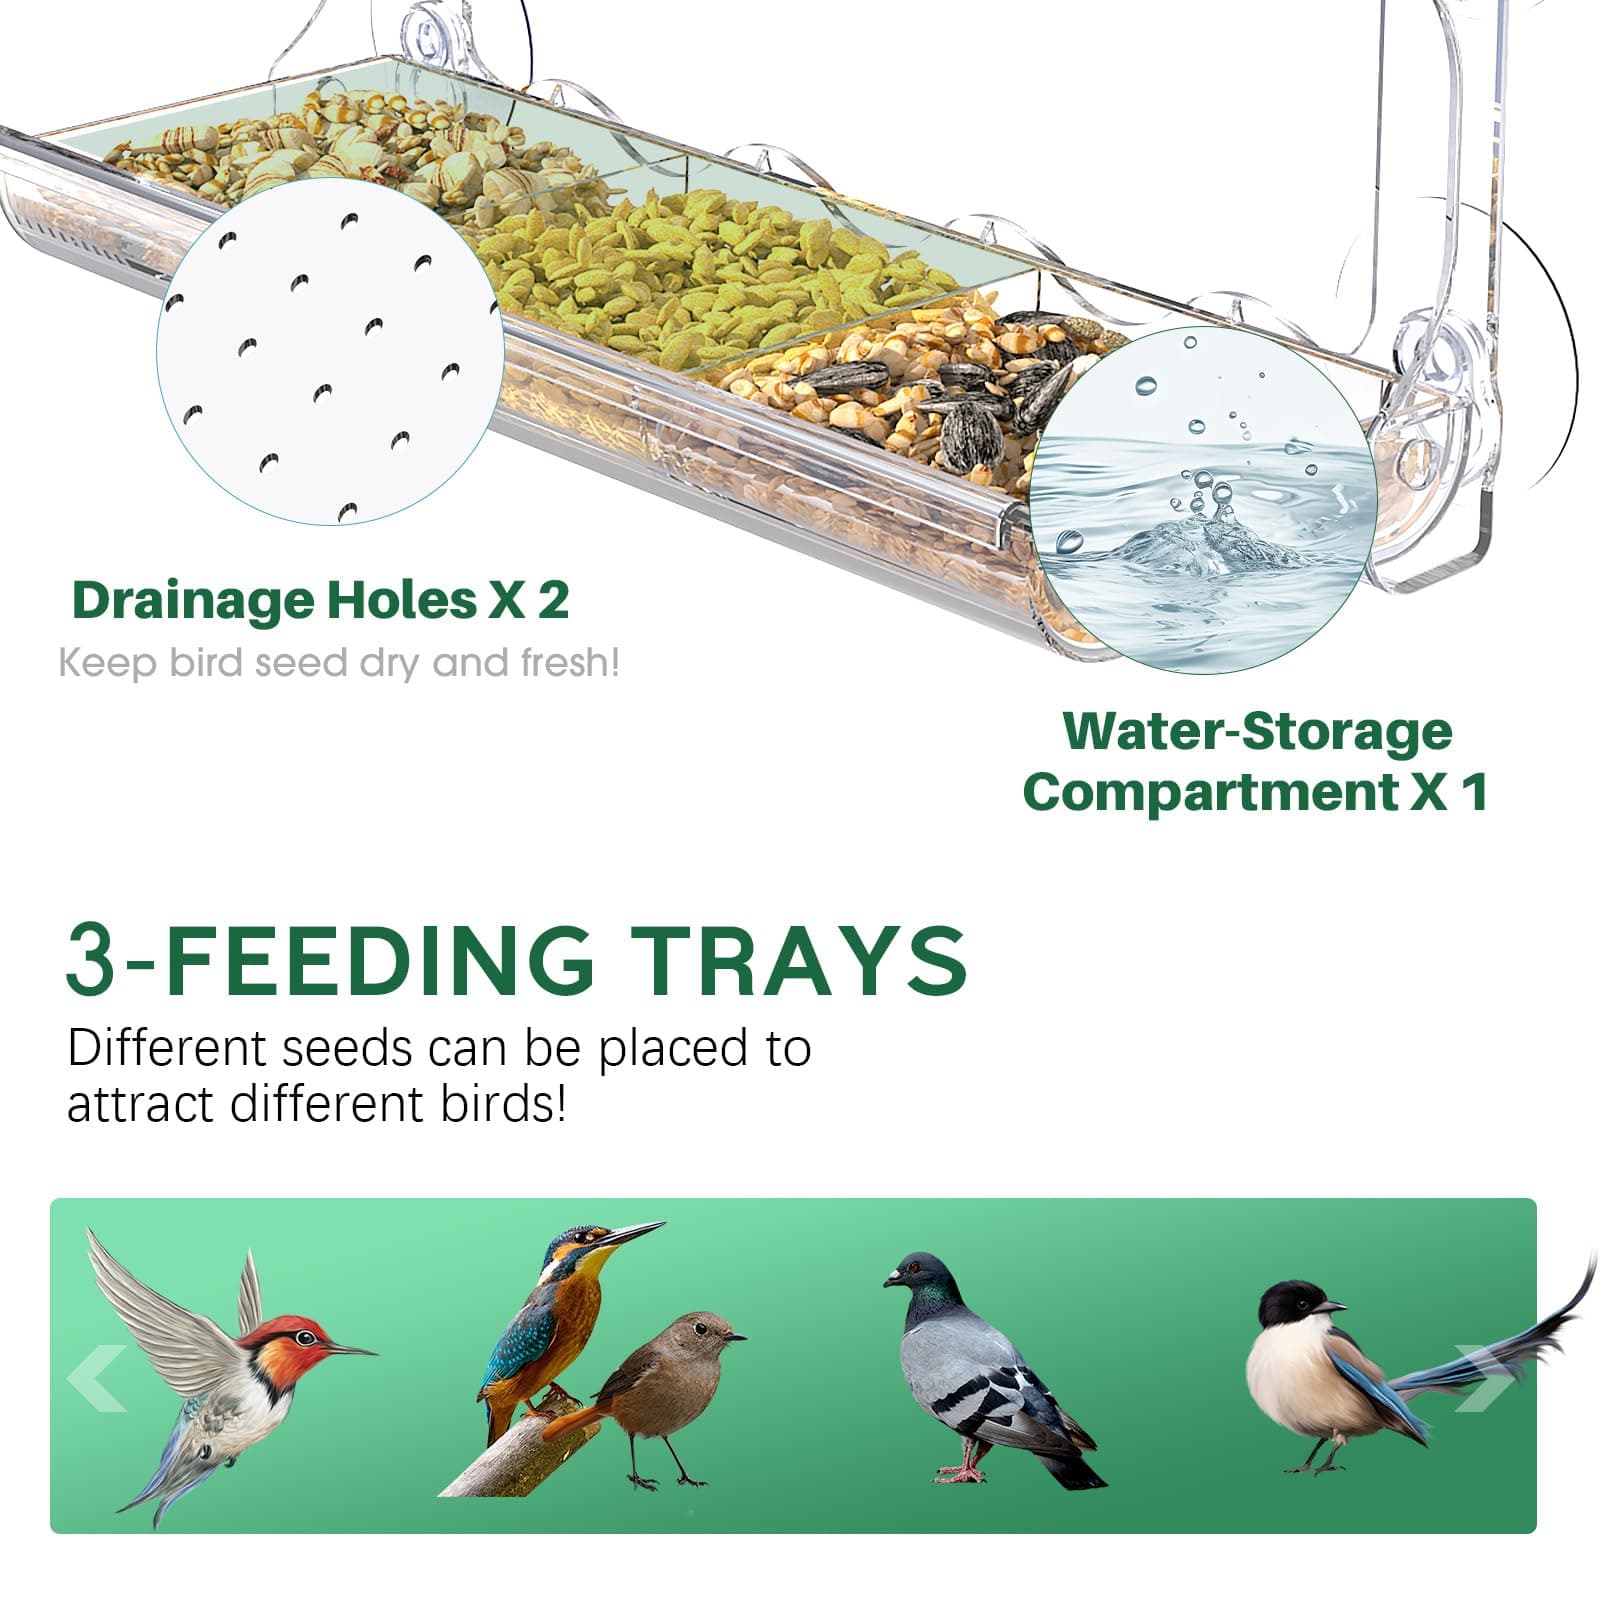 Drainage Holes X 2
Keep bird seed dry and fresh!
Water-Storage
Compartment X 1
3-FEEDING TRAYS
Different seeds can be placed to
attract different birds!